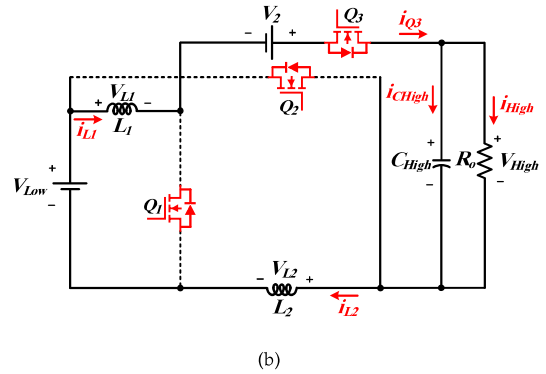 V2
Q3
iQ3
VL1
Q2
iCHigh
iHigh
iL1
L1
VLow
Q1
CHigh
Ro
VHigh
VL2
L2
iL2
(b)